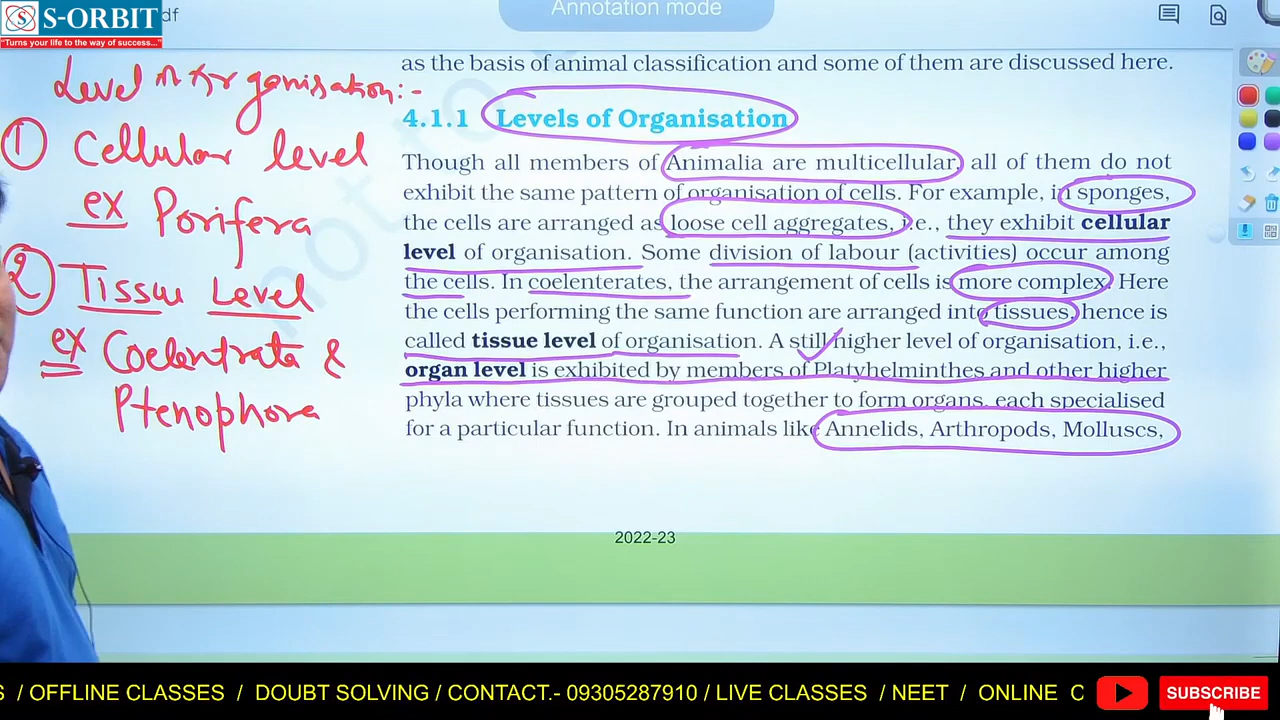 S-ORBIT
"Turns your life to the way of success..."
df
Annotation mode
Level of Organisation:-
① Cellular level
ex Porifera
② Tissue Level
ex Coelentrate &
Ptenophora
as the basis of animal classification and some of them are discussed here.
4.1.1 Levels of Organisation
Though all members of Animalia are multicellular, all of them do not
exhibit the same pattern of organisation of cells. For example, in sponges,
the cells are arranged as loose cell aggregates, i.e., they exhibit cellular
level of organisation. Some division of labour (activities) occur among
the cells. In coelenterates, the arrangement of cells is more complex. Here
the cells performing the same function are arranged into tissues, hence is
called tissue level of organisation. A still higher level of organisation, i.e.,
organ level is exhibited by members of Platyhelminthes and other higher
phyla where tissues are grouped together to form organs, each specialised
for a particular function. In animals like Annelids, Arthropods, Molluscs,
2022-23
S / OFFLINE CLASSES / DOUBT SOLVING / CONTACT.- 09305287910 / LIVE CLASSES / NEET / ONLINE C
SUBSCRIBE